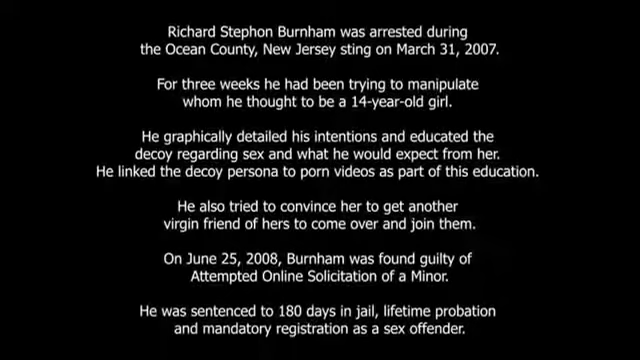 Richard Stephon Burnham was arrested during
the Ocean County, New Jersey sting on March 31, 2007.
For three weeks he had been trying to manipulate
whom he thought to be a 14-year-old girl.
He graphically detailed his intentions and educated the
decoy regarding sex and what he would expect from her.
He linked the decoy persona to porn videos as part of this education.
He also tried to convince her to get another
virgin friend of hers to come over and join them.
On June 25, 2008, Burnham was found guilty of
Attempted Online Solicitation of a Minor.
He was sentenced to 180 days in jail, lifetime probation
and mandatory registration as a sex offender.